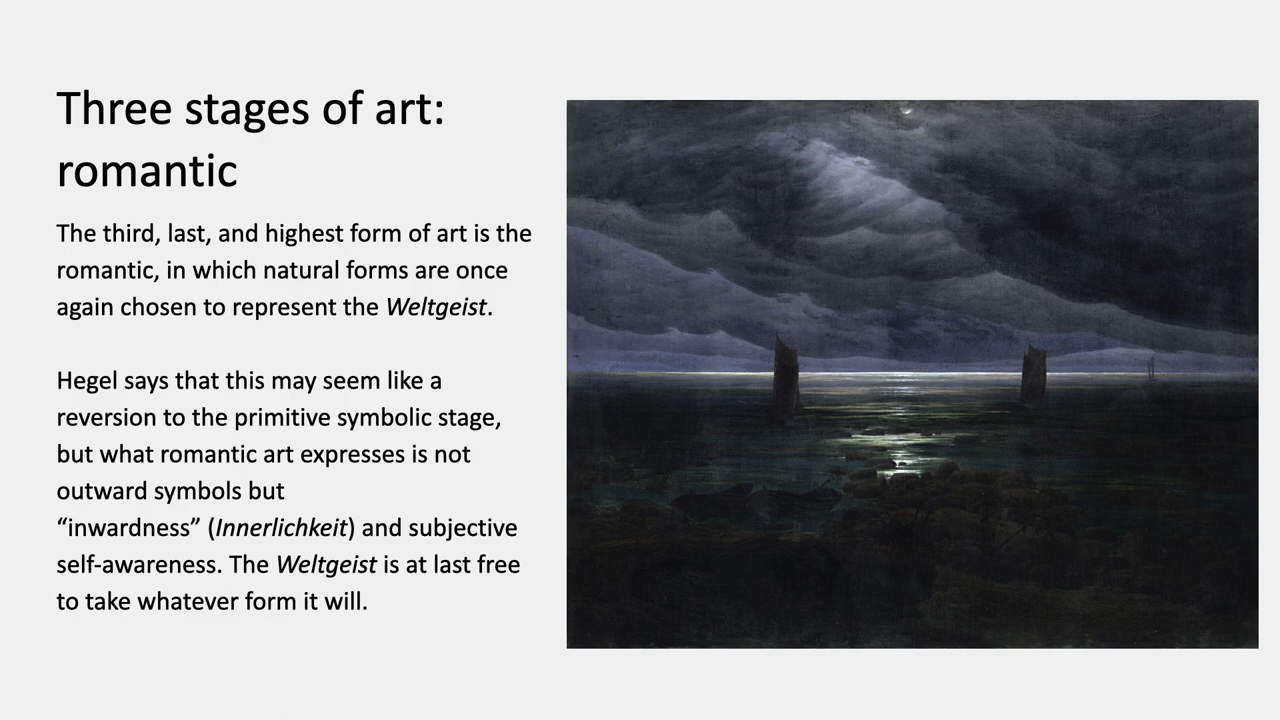 Three stages of art:
romantic
The third, last, and highest form of art is the
romantic, in which natural forms are once
again chosen to represent the Weltgeist.
Hegel says that this may seem like a
reversion to the primitive symbolic stage,
but what romantic art expresses is not
outward symbols but
“inwardness” (Innerlichkeit) and subjective
self-awareness. The Weltgeist is at last free
to take whatever form it will.